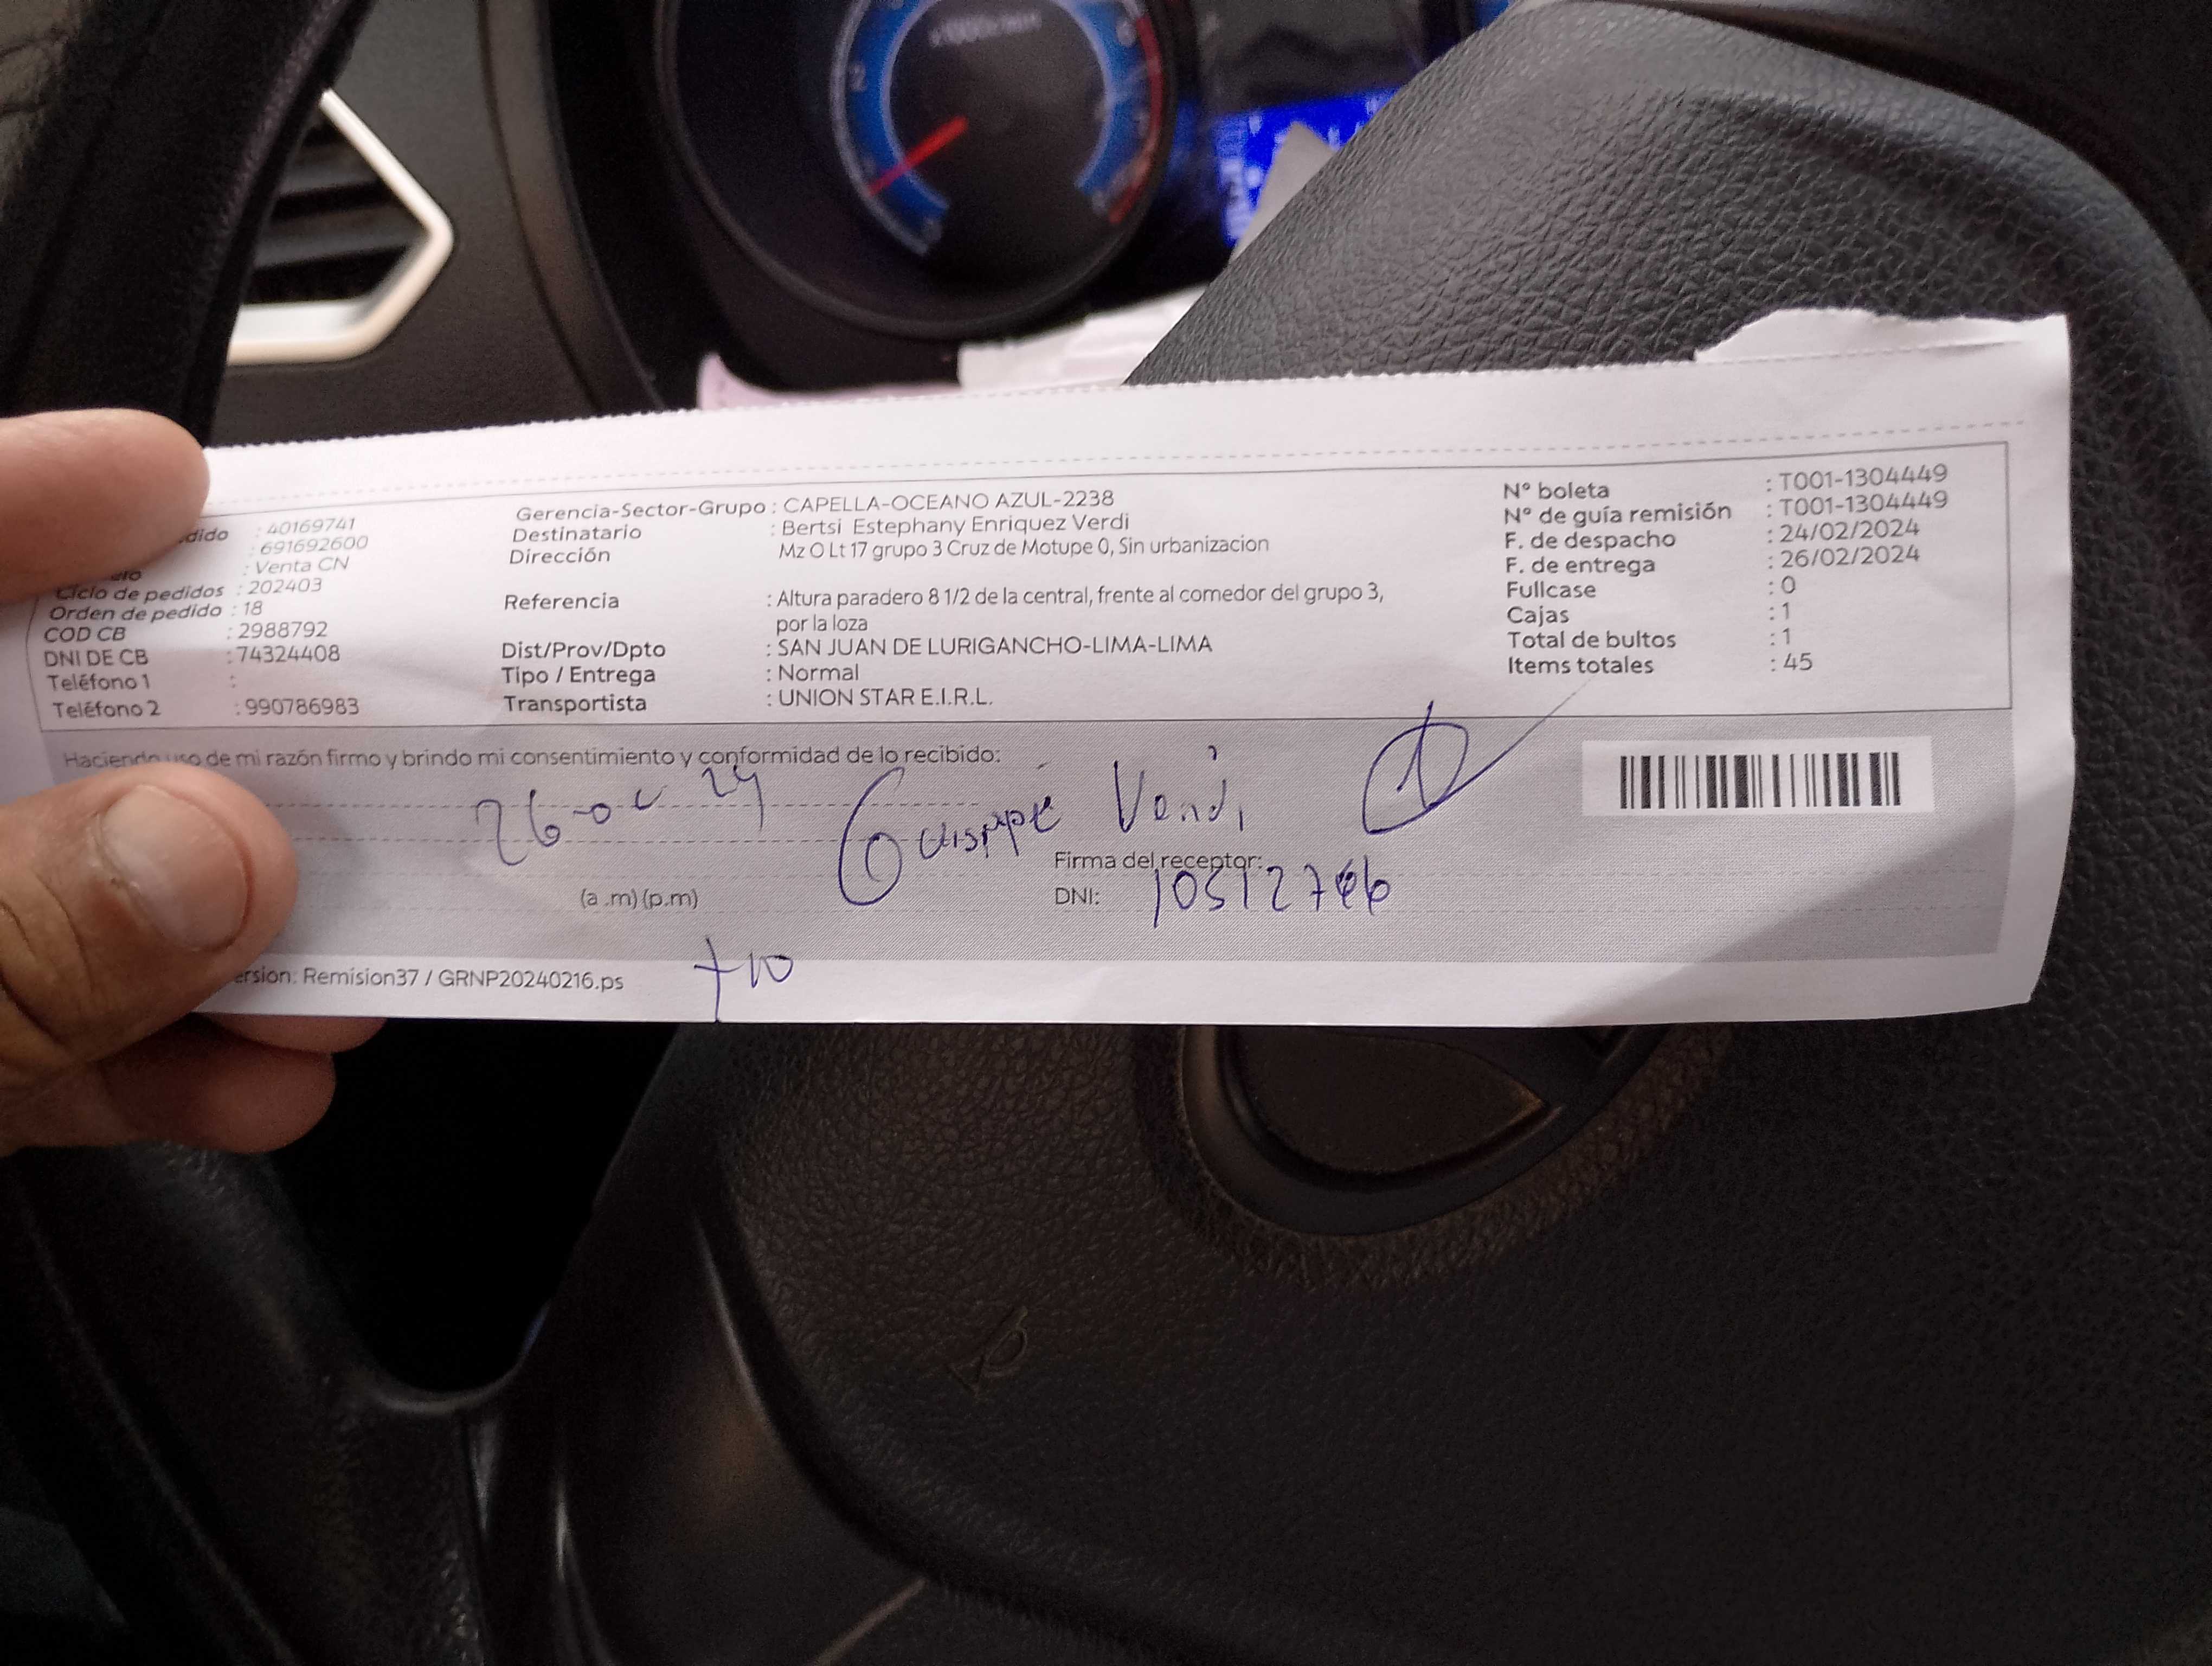 dido : 40169741
: 691692600
: Venta CN
Ciclo de pedidos : 202403
Orden de pedido : 18
COD CB : 2988792
DNI DE CB : 74324408
Teléfono 1 :
Teléfono 2 : 990786983
Gerencia-Sector-Grupo : CAPELLA-OCEANO AZUL-2238
Destinatario : Bertsi Estephany Enriquez Verdi
Dirección Mz O Lt 17 grupo 3 Cruz de Motupe 0, Sin urbanizacion
Referencia : Altura paradero 8 1/2 de la central, frente al comedor del grupo 3,
por la loza
Dist/Prov/Dpto : SAN JUAN DE LURIGANCHO-LIMA-LIMA
Tipo / Entrega : Normal
Transportista : UNION STAR E.I.R.L.
N° boleta : T001-1304449
N° de guía remisión : T001-1304449
F. de despacho : 24/02/2024
F. de entrega : 26/02/2024
Fullcase : 0
Cajas : 1
Total de bultos : 1
Items totales : 45
Haciendo uso de mi razón firmo y brindo mi consentimiento y conformidad de lo recibido:
Firma del receptor:
(a .m) (p.m) DNI:
ersion: Remision37 / GRNP20240216.ps